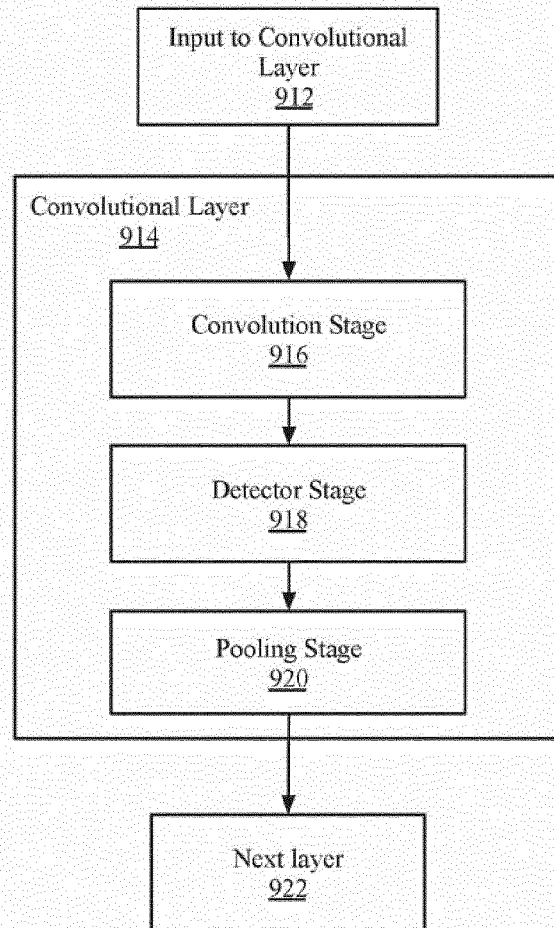 Input to Convolutional
Layer
912
Convolutional Layer
914
Convolution Stage
916
Detector Stage
918
Pooling Stage
920
Next layer
922